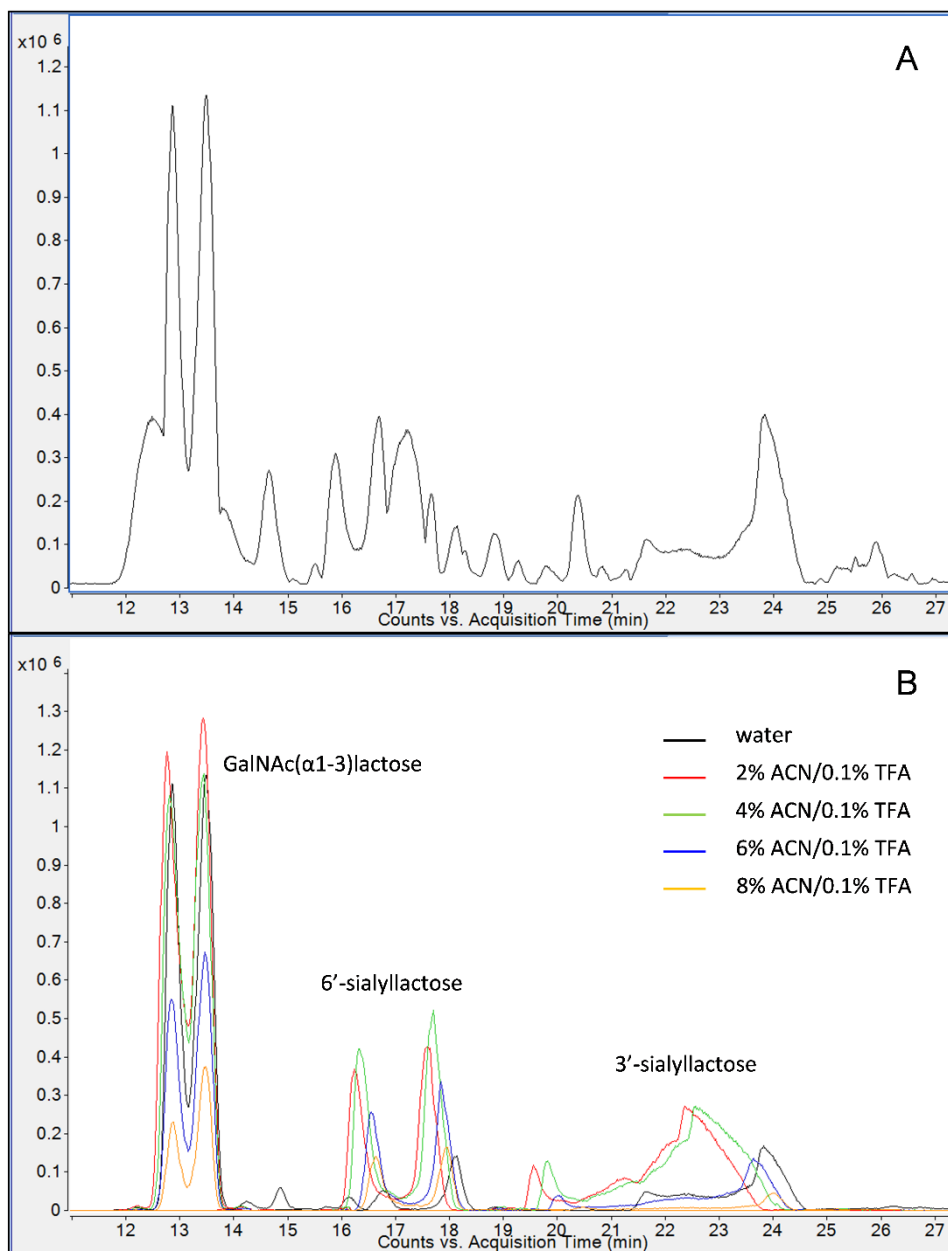 x10 6
A
1.2
1.1
1
0.9
0.8
0.7
0.6
0.5
0.4
0.3
0.2
0.1
0
12 13 14 15 16 17 18 19 20 21 22 23 24 25 26 27
Counts vs. Acquisition Time (min)
x10 6
B
1.3
1.2
1.1
1
0.9
0.8
0.7
0.6
0.5
0.4
0.3
0.2
0.1
0
GalNAc(α1-3)lactose
water
2% ACN/0.1% TFA
4% ACN/0.1% TFA
6% ACN/0.1% TFA
8% ACN/0.1% TFA
6’-sialyllactose
3’-sialyllactose
12 13 14 15 16 17 18 19 20 21 22 23 24 25 26 27
Counts vs. Acquisition Time (min)